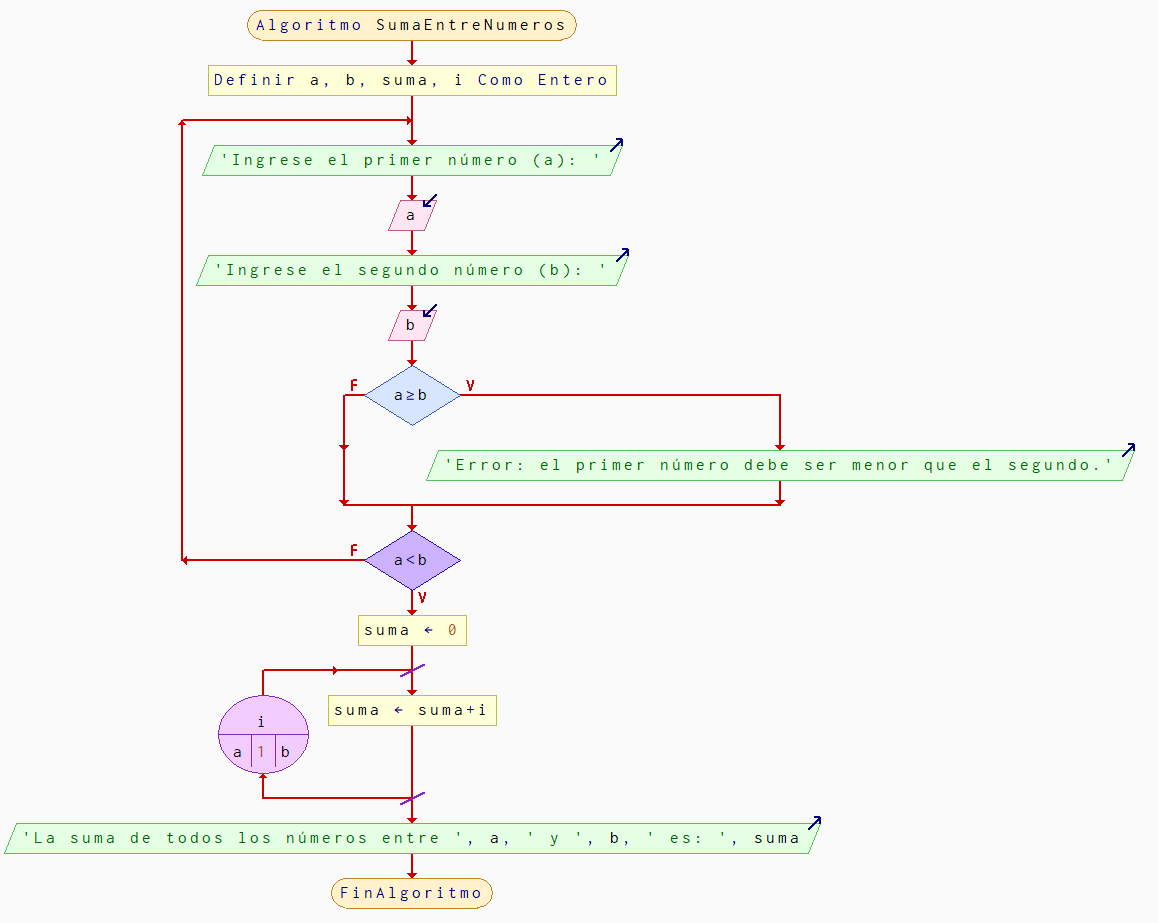 Algoritmo SumaEntreNumeros
Definir a, b, suma, i Como Entero
'Ingrese el primer número (a): '
a
'Ingrese el segundo número (b): '
b
F
V
a≥b
'Error: el primer número debe ser menor que el segundo.'
F
a<b
V
suma ← 0
suma ← suma+i
i
a 1 b
'La suma de todos los números entre ', a, ' y ', b, ' es: ', suma
FinAlgoritmo